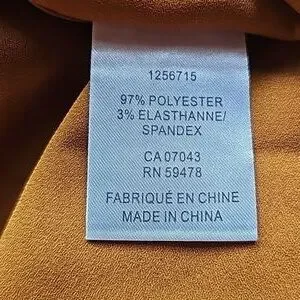 1256715
97% POLYESTER
3% ELASTHANNE/
SPANDEX
CA 07043
RN 59478
FABRIQUÉ EN CHINE
MADE IN CHINA